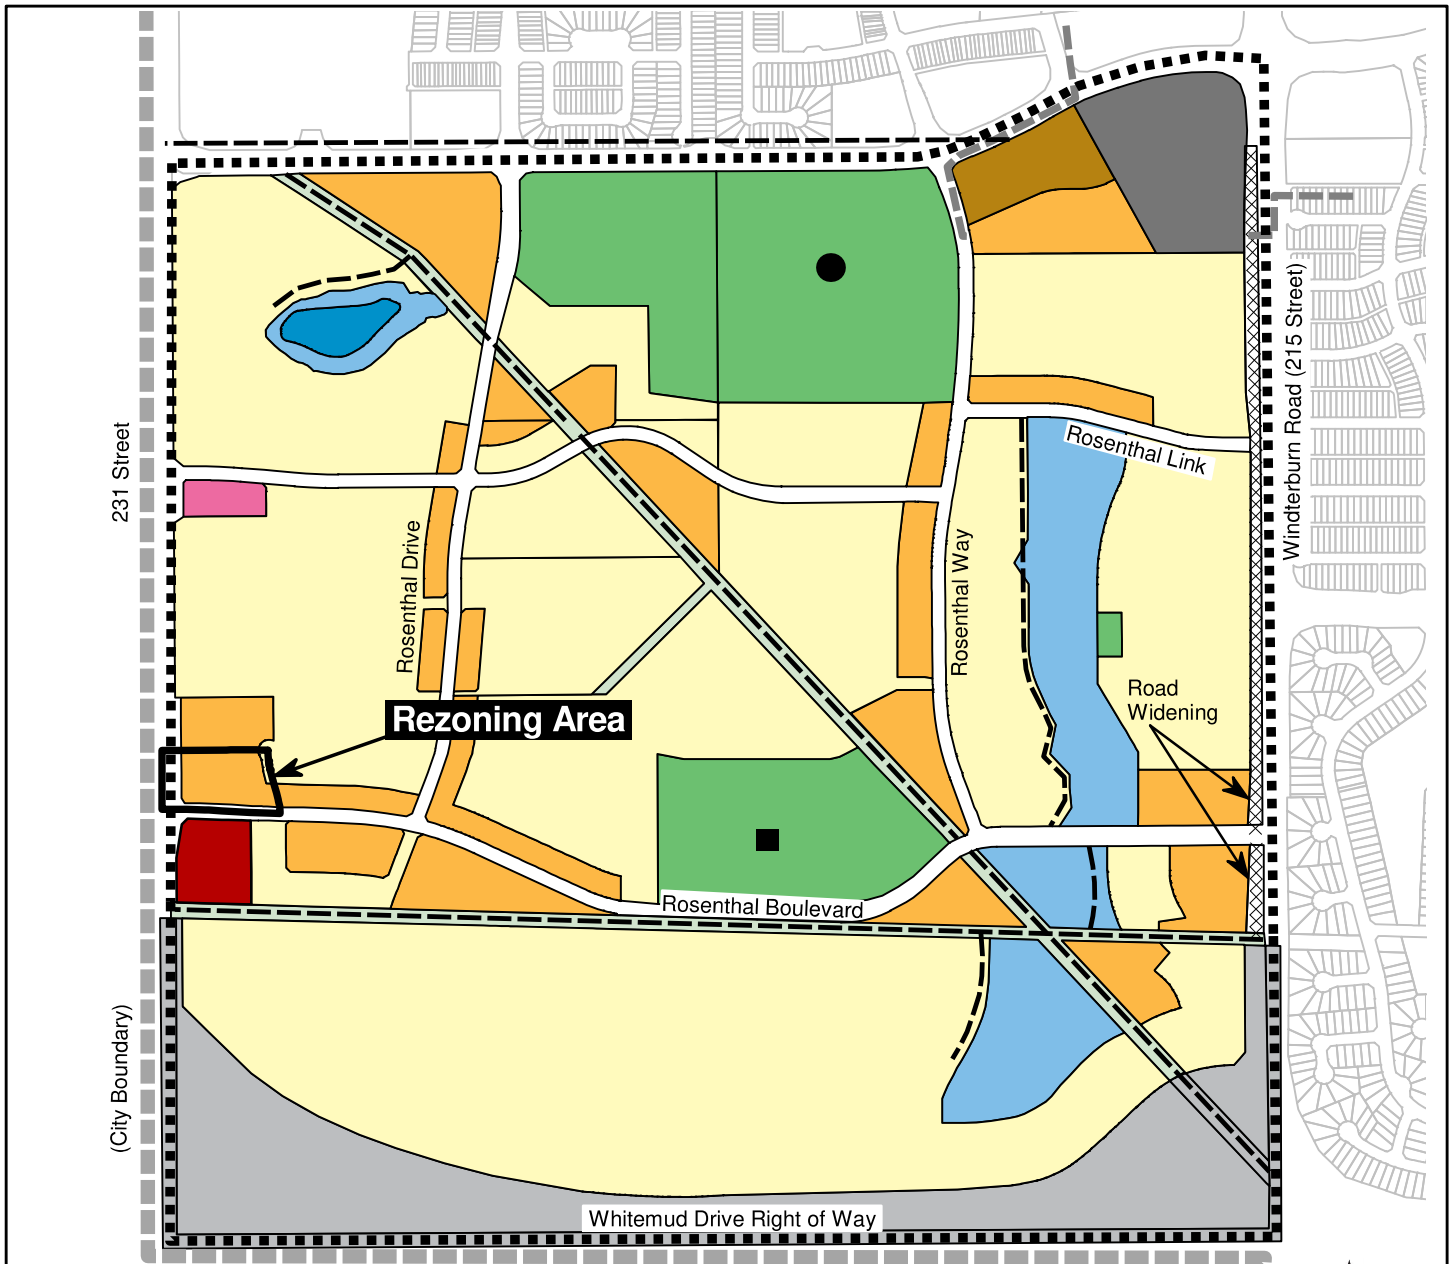 231 Street
Windterburn Road (215 Street)
Rosenthal Link
Rosenthal Drive
Rosenthal Way
Road
Widening
Rezoning Area
Rosenthal Boulevard
(City Boundary)
Whitemud Drive Right of Way